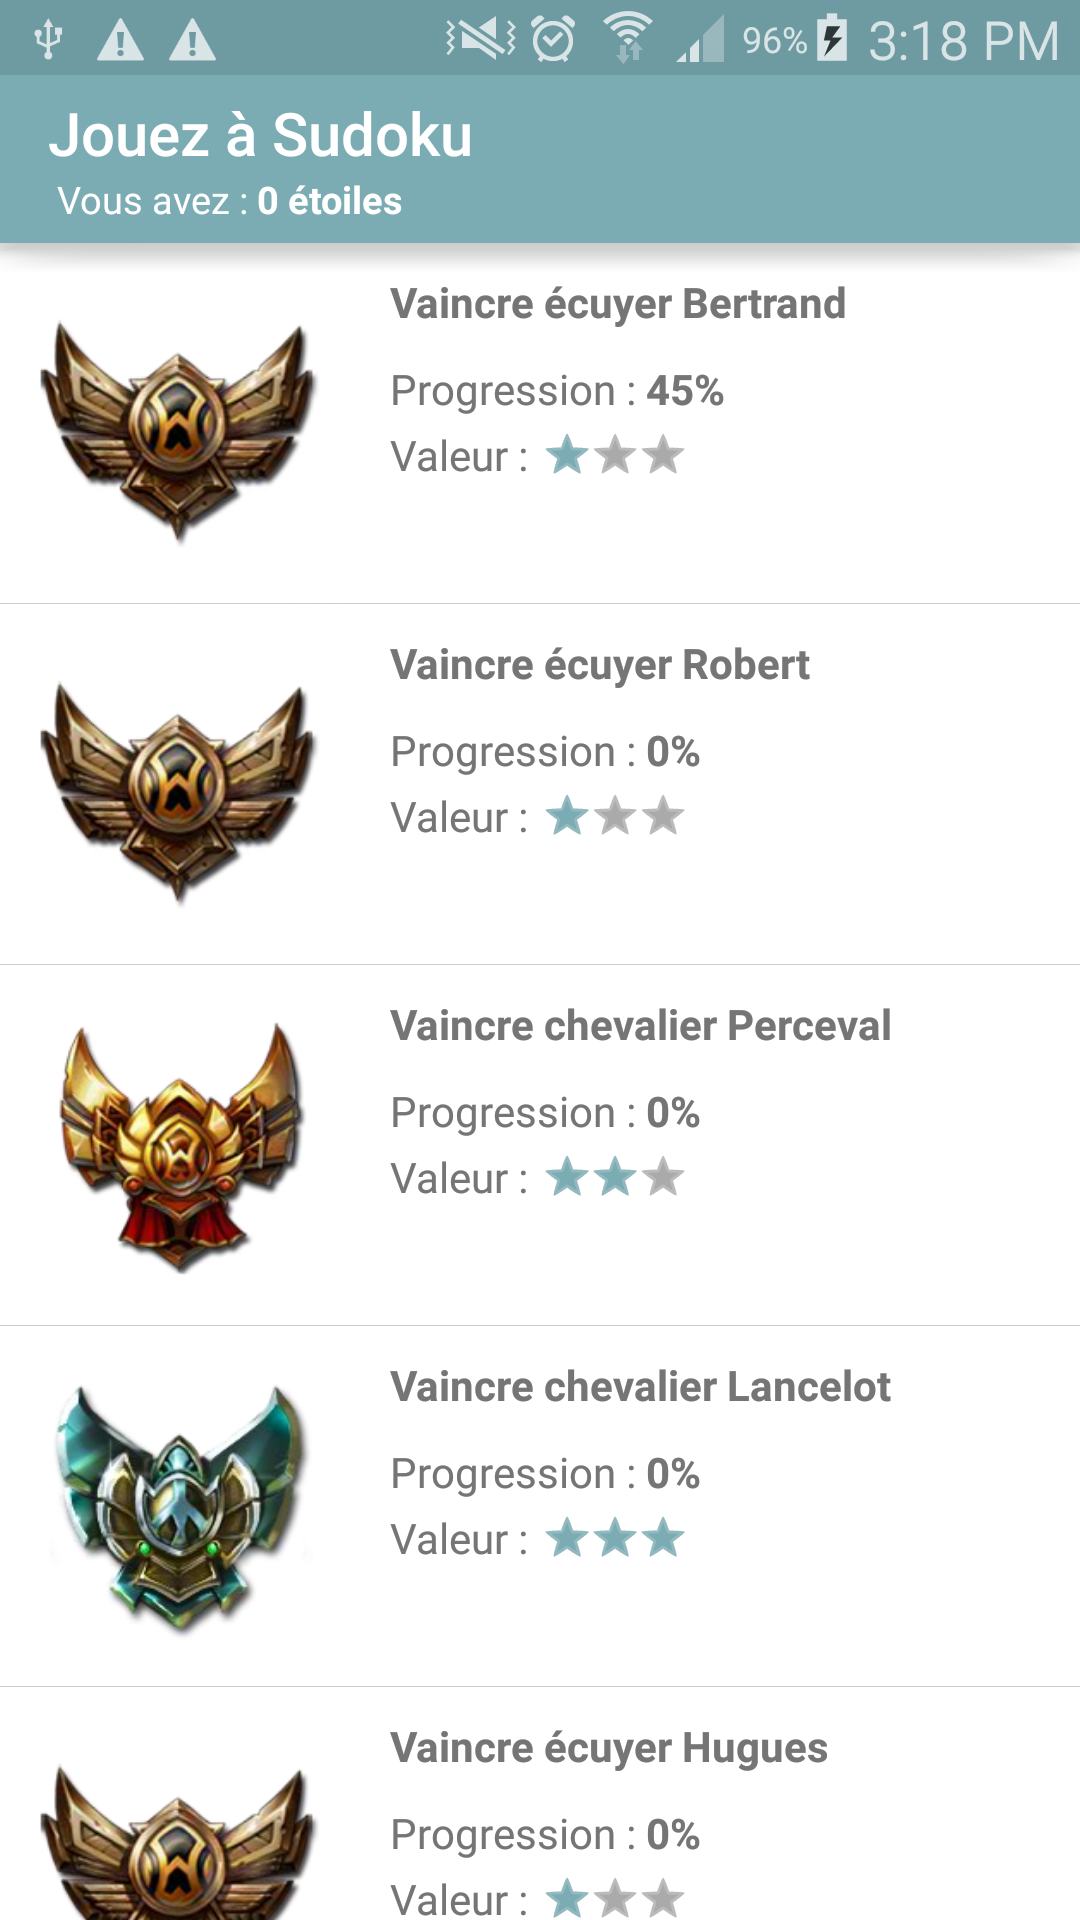 96% 3:18 PM
Jouez à Sudoku
Vous avez : 0 étoiles
Vaincre écuyer Bertrand
Progression : 45%
Valeur :
Vaincre écuyer Robert
Progression : 0%
Valeur :
Vaincre chevalier Perceval
Progression : 0%
Valeur :
Vaincre chevalier Lancelot
Progression : 0%
Valeur :
Vaincre écuyer Hugues
Progression : 0%
Valeur :